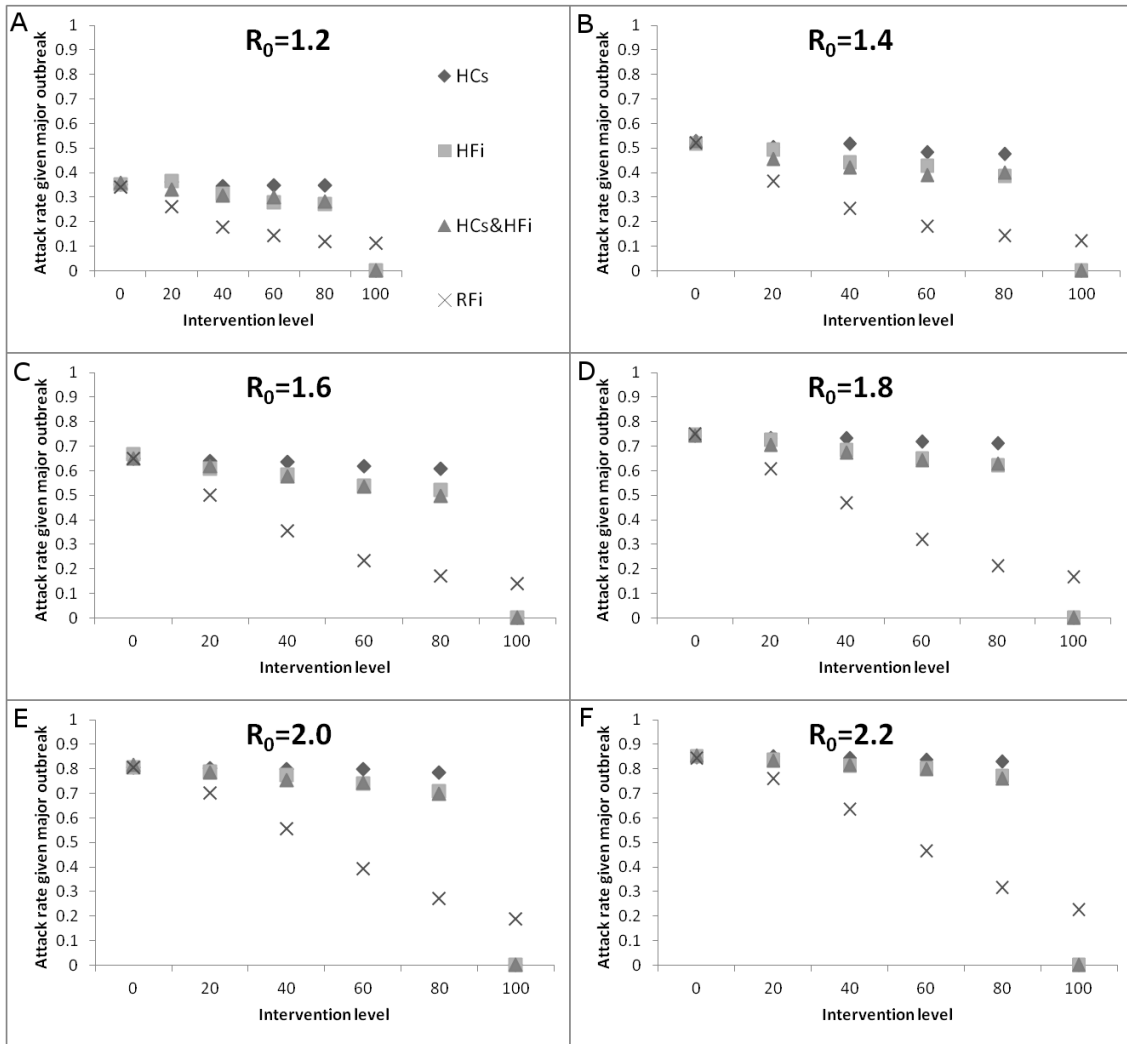 A
R0=1.2
Attack rate given major outbreak
1
0.9
0.8
0.7
0.6
0.5
0.4
0.3
0.2
0.1
0
0 20 40 60 80 100
Intervention level
HCs
HFi
HCs&HFi
RFi
B
R0=1.4
Attack rate given major outbreak
1
0.9
0.8
0.7
0.6
0.5
0.4
0.3
0.2
0.1
0
0 20 40 60 80 100
Intervention level
C
R0=1.6
Attack rate given major outbreak
1
0.9
0.8
0.7
0.6
0.5
0.4
0.3
0.2
0.1
0
0 20 40 60 80 100
Intervention level
D
R0=1.8
Attack rate given major outbreak
1
0.9
0.8
0.7
0.6
0.5
0.4
0.3
0.2
0.1
0
0 20 40 60 80 100
Intervention level
E
R0=2.0
Attack rate given major outbreak
1
0.9
0.8
0.7
0.6
0.5
0.4
0.3
0.2
0.1
0
0 20 40 60 80 100
Intervention level
F
R0=2.2
Attack rate given major outbreak
1
0.9
0.8
0.7
0.6
0.5
0.4
0.3
0.2
0.1
0
0 20 40 60 80 100
Intervention level